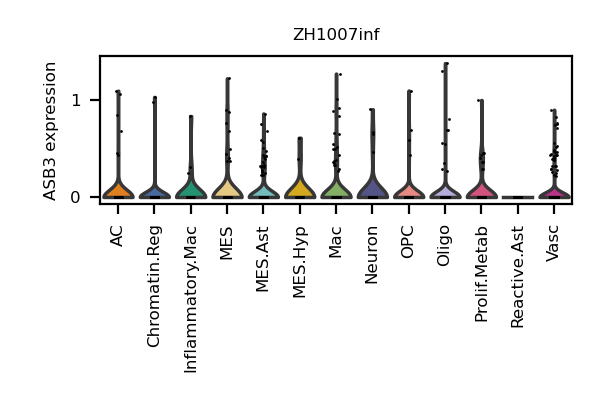 ZH1007inf
ASB3 expression
1
0
AC
Chromatin.Reg
Inflammatory.Mac
MES
MES.Ast
MES.Hyp
Mac
Neuron
OPC
Oligo
Prolif.Metab
Reactive.Ast
Vasc